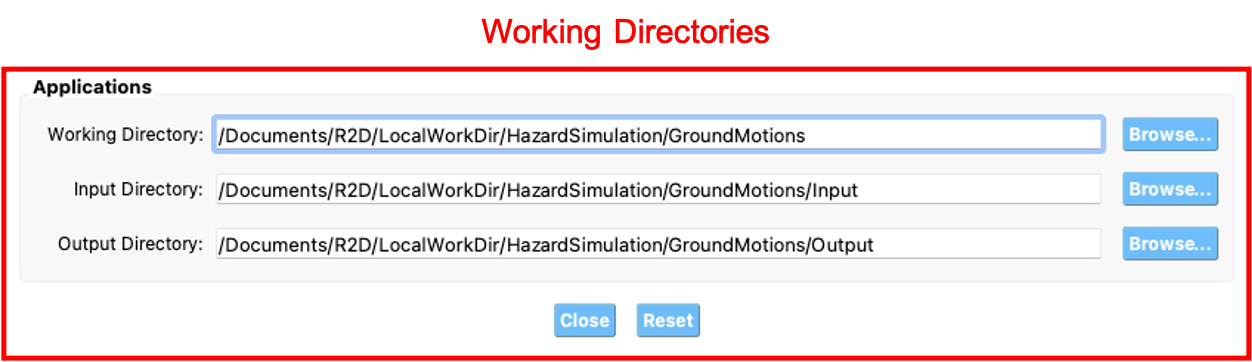 Working Directories
Applications
Working Directory: /Documents/R2D/LocalWorkDir/HazardSimulation/GroundMotions Browse...
Input Directory: /Documents/R2D/LocalWorkDir/HazardSimulation/GroundMotions/Input Browse...
Output Directory: /Documents/R2D/LocalWorkDir/HazardSimulation/GroundMotions/Output Browse...
Close Reset